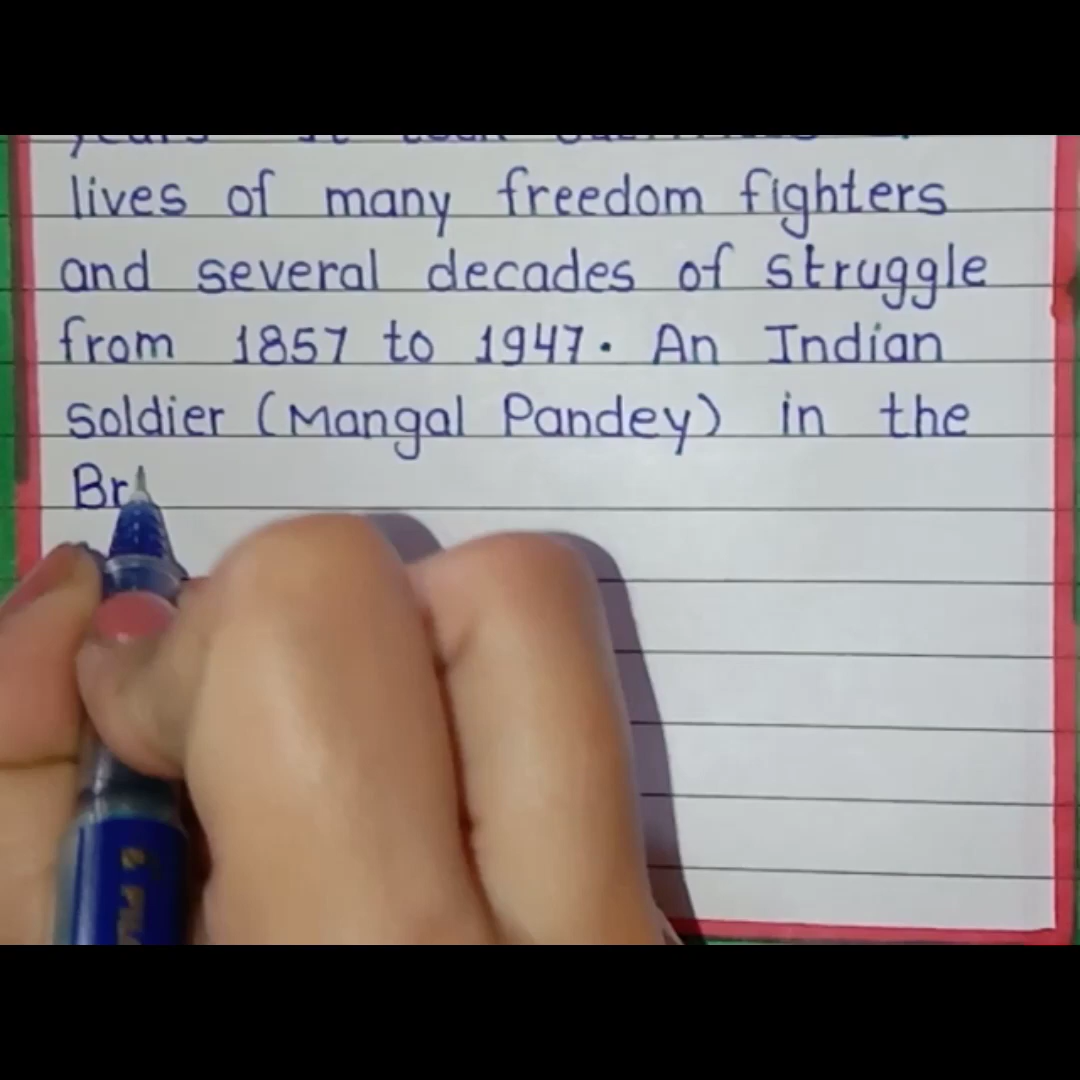 lives of many freedom fighters
and several decades of struggle
from 1857 to 1947. An Indian
soldier (Mangal Pandey) in the
Br